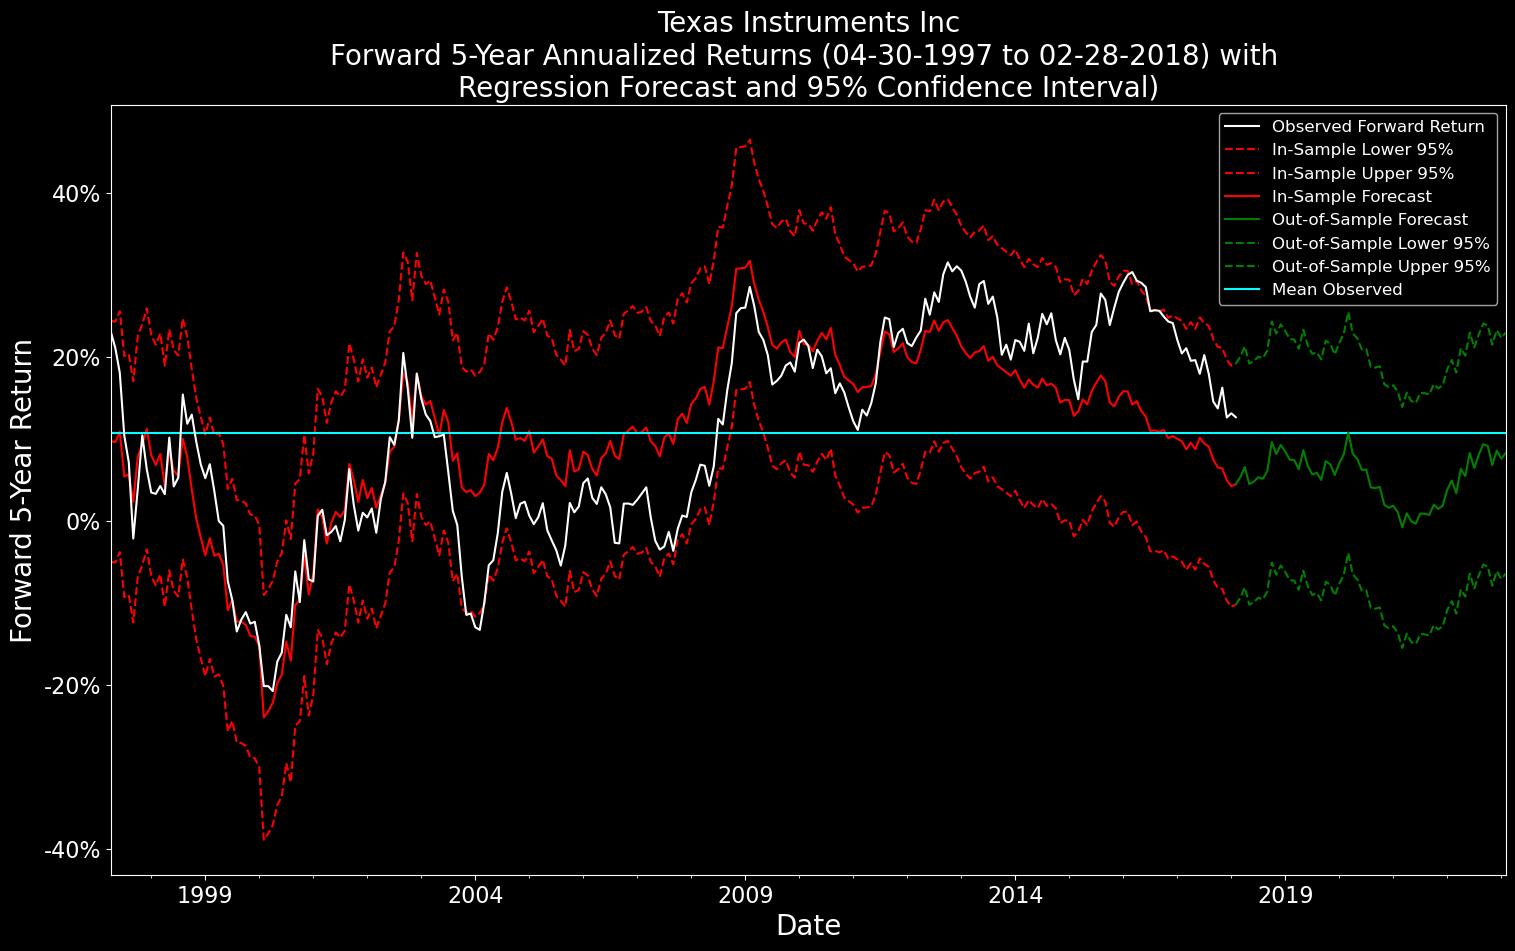 Texas Instruments Inc
Forward 5-Year Annualized Returns (04-30-1997 to 02-28-2018) with
Regression Forecast and 95% Confidence Interval)
Observed Forward Return
In-Sample Lower 95%
In-Sample Upper 95%
In-Sample Forecast
Out-of-Sample Forecast
Out-of-Sample Lower 95%
Out-of-Sample Upper 95%
Mean Observed
Forward 5-Year Return
40%
20%
0%
-20%
-40%
1999
2004
2009
2014
2019
Date